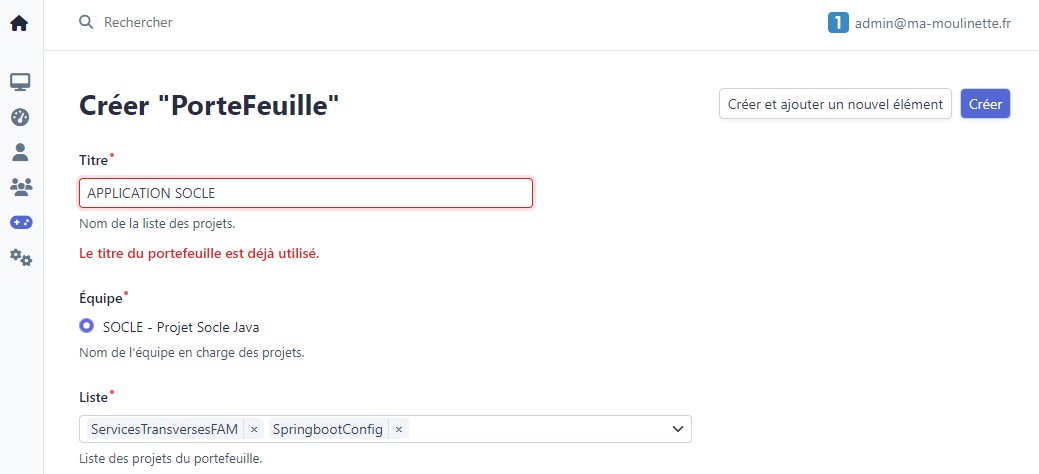 Rechercher
1 admin@ma-moulinette.fr
Créer "PorteFeuille"
Créer et ajouter un nouvel élément
Créer
Titre*
APPLICATION SOCLE
Nom de la liste des projets.
Le titre du portefeuille est déjà utilisé.
Équipe*
SOCLE - Projet Socle Java
Nom de l'équipe en charge des projets.
Liste*
ServicesTransversesFAM × SpringbootConfig ×
Liste des projets du portefeuille.